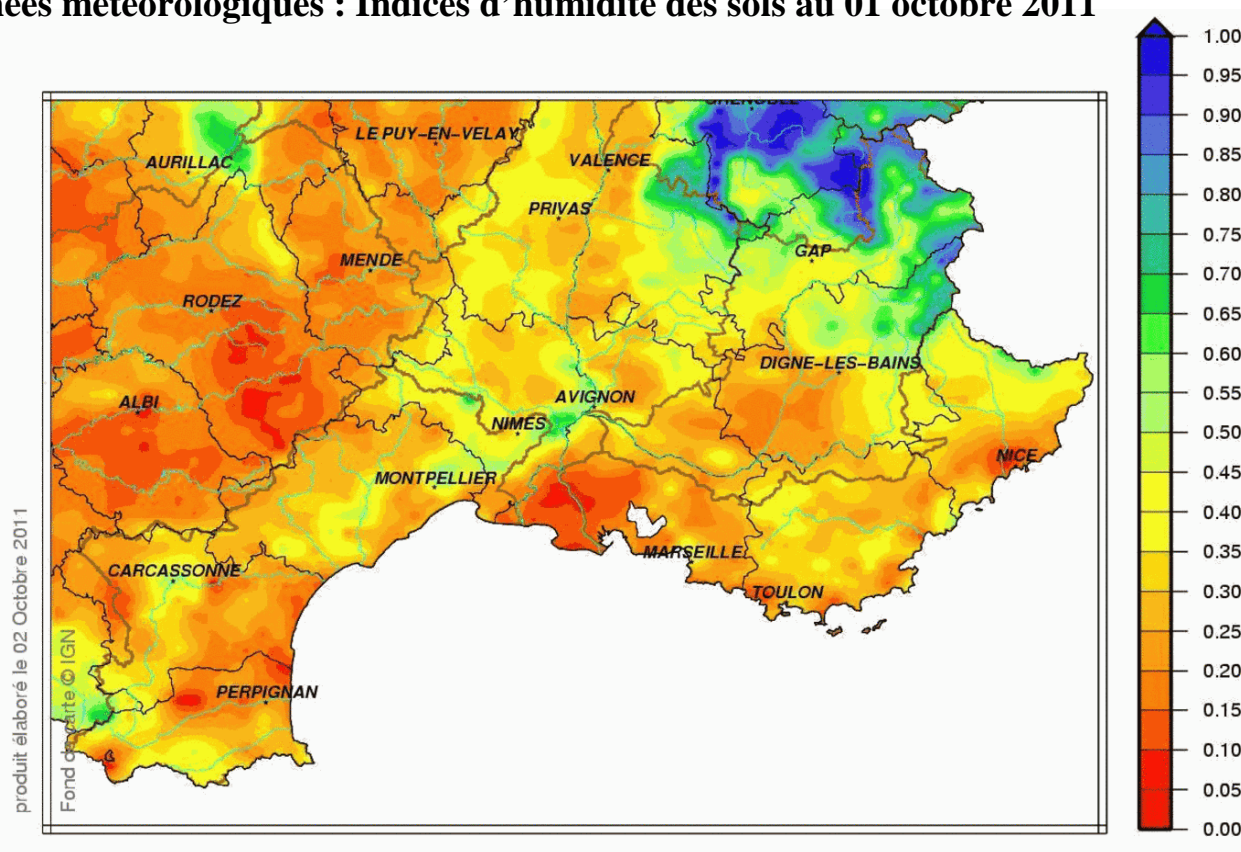 nées météorologiques : Indices d'humidité des sols au 01 octobre 2011
GRENOBLE
LE PUY-EN-VELAY
AURILLAC
VALENCE
PRIVAS
GAP
MENDE
RODEZ
DIGNE-LES-BAINS
ALBI
AVIGNON
NIMES
NICE
MONTPELLIER
MARSEILLE
CARCASSONNE
TOULON
PERPIGNAN
produit élaboré le 02 Octobre 2011
Fond de carte © IGN
1.00
0.95
0.90
0.85
0.80
0.75
0.70
0.65
0.60
0.55
0.50
0.45
0.40
0.35
0.30
0.25
0.20
0.15
0.10
0.05
0.00